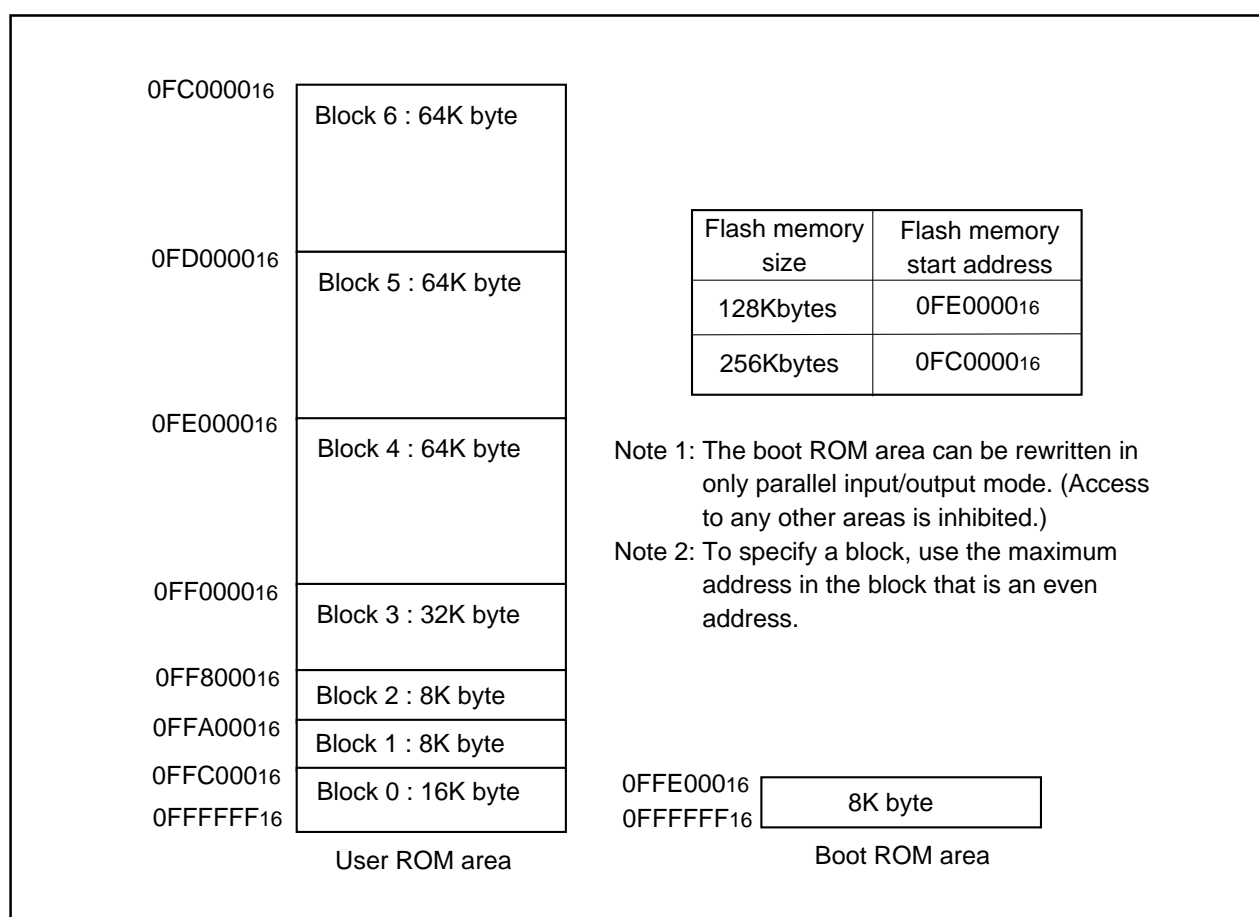 0FC000016
Block 6 : 64K byte
0FD000016
Block 5 : 64K byte
0FE000016
Block 4 : 64K byte
0FF000016
Block 3 : 32K byte
0FF800016
Block 2 : 8K byte
0FFA00016
Block 1 : 8K byte
0FFC00016
Block 0 : 16K byte
0FFFFFF16
User ROM area
Flash memory size
Flash memory start address
128Kbytes
0FE000016
256Kbytes
0FC000016
Note 1: The boot ROM area can be rewritten in
only parallel input/output mode. (Access
to any other areas is inhibited.)
Note 2: To specify a block, use the maximum
address in the block that is an even
address.
0FFE00016
0FFFFFF16
8K byte
Boot ROM area